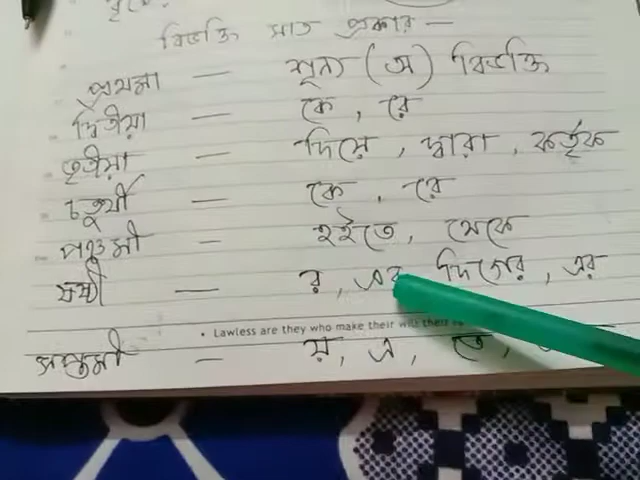 বিভক্তি সাত প্রকার —
প্রথমা — শূন্য (অ) বিভক্তি
দ্বিতীয়া — কে, রে
তৃতীয়া — দিয়ে, দ্বারা, কর্তৃক
চতুর্থী — কে, রে
পঞ্চমী — হইতে, থেকে
ষষ্ঠী — র, এর দিগের, এর
• Lawless are they who make their
সপ্তমী — য়, এ, তে,